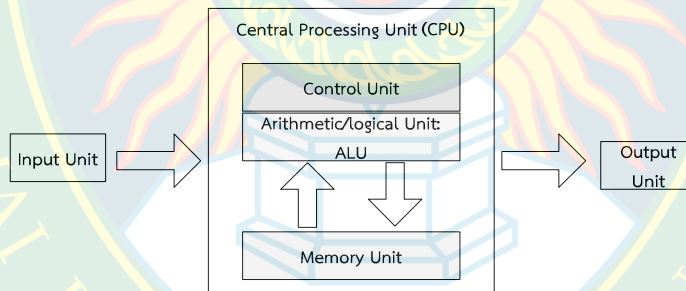 Central Processing Unit (CPU)
Control Unit
Arithmetic/logical Unit:
ALU
Input Unit
Output
Unit
Memory Unit